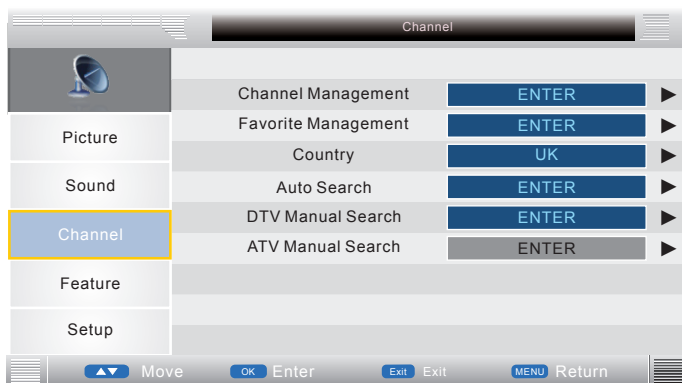 Channel
Picture
Sound
Channel
Feature
Setup
Channel Management ENTER
Favorite Management ENTER
Country UK
Auto Search ENTER
DTV Manual Search ENTER
ATV Manual Search ENTER
Move OK Enter Exit Exit MENU Return